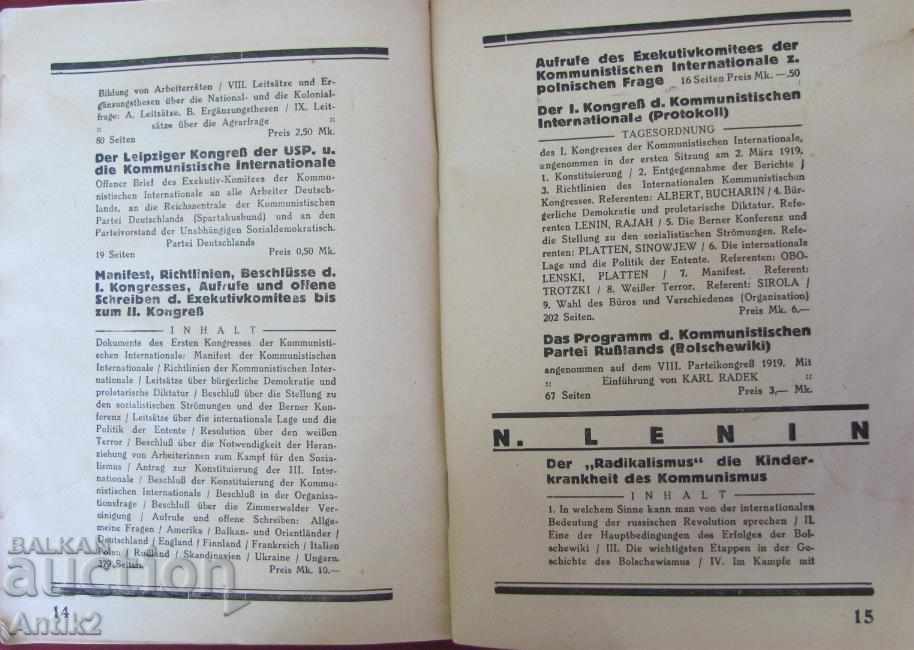 Bildung von Arbeiterräten / VIII. Leitsätze und Er-
gänzungsthesen über die National- und die Kolonial-
frage: A. Leitsätze. B. Ergänzungsthesen / IX. Leit-
:: sätze über die Agrarfrage ::
80 Seiten Preis 2,50 Mk.
Der Leipziger Kongreß der USP. u.
die Kommunistische Internationale
Offener Brief des Exekutiv-Komitees der Kommu-
nistischen Internationale an alle Arbeiter Deutsch-
lands, an die Reichszentrale der Kommunistischen
Partei Deutschlands (Spartakusbund) und an den
Parteivorstand der Unabhängigen Sozialdemokratisch.
Partei Deutschlands
19 Seiten Preis 0,50 Mk.
Manifest, Richtlinien, Beschlüsse d.
I. Kongresses, Aufrufe und offene
Schreiben d. Exekutivkomitees bis
zum II. Kongreß
INHALT
Dokumente des Ersten Kongresses der Kommunisti-
schen Internationale: Manifest der Kommunistischen
Internationale / Richtlinien der Kommunistischen Inter-
nationale / Leitsätze über bürgerliche Demokratie und
proletarische Diktatur / Beschluß über die Stellung zu
den sozialistischen Strömungen und der Berner Kon-
ferenz / Leitsätze über die internationale Lage und die
Politik der Entente / Resolution über den weißen
Terror / Beschluß über die Notwendigkeit der Heran-
ziehung von Arbeiterinnen zum Kampf für den Sozia-
lismus / Antrag zur Konstituierung der III. Inter-
nationale / Beschluß der Konstituierung der Kommu-
nistischen Internationale / Beschluß in der Organisa-
tionsfrage / Beschluß über die Zimmerwalder Ver-
einigung / Aufrufe und offene Schreiben: Allge-
meine Fragen / Amerika / Balkan- und Orientländer /
Deutschland / England / Finnland / Frankreich / Italien
Polen / Rußland / Skandinavien / Ukraine / Ungarn.
379 Seiten. Preis Mk. 10.—
14
Aufrufe des Exekutivkomitees der
Kommunistischen Internationale z.
polnischen Frage 16 Seiten Preis Mk. —.50
Der I. Kongreß d. Kommunistischen
Internationale (Protokoll)
TAGESORDNUNG
des I. Kongresses der Kommunistischen Internationale,
angenommen in der ersten Sitzung am 2. März 1919,
1. Konstituierung / 2. Entgegennahme der Berichte /
3. Richtlinien des Internationalen Kommunistischen
Kongresses. Referenten: ALBERT, BUCHARIN / 4. Bür-
gerliche Demokratie und proletarische Diktatur. Refe-
renten LENIN, RAJAH / 5. Die Berner Konferenz und
die Stellung zu den sozialistischen Strömungen. Refe-
renten: PLATTEN, SINOWJEW / 6. Die internationale
Lage und die Politik der Entente. Referenten: OBO-
LENSKI, PLATTEN / 7. Manifest. Referent:
TROTZKI / 8. Weißer Terror. Referent: SIROLA /
9. Wahl des Büros und Verschiedenes (Organisation)
202 Seiten. Preis Mk. 6,—
Das Programm d. Kommunistischen
Partei Rußlands (Bolschewiki)
angenommen auf dem VIII. Parteikongreß 1919. Mit
:: Einführung von KARL RADEK ::
67 Seiten Preis 3,— Mk.
N. LENIN
Der „Radikalismus" die Kinder-
krankheit des Kommunismus
INHALT
1. In welchem Sinne kann man von der internationalen
Bedeutung der russischen Revolution sprechen / II.
Eine der Hauptbedingungen des Erfolges der Bol-
schewiki / III. Die wichtigsten Etappen in der Ge-
schichte des Bolschewismus / IV. Im Kampfe mit
15
BALKAN
auction
Antik2